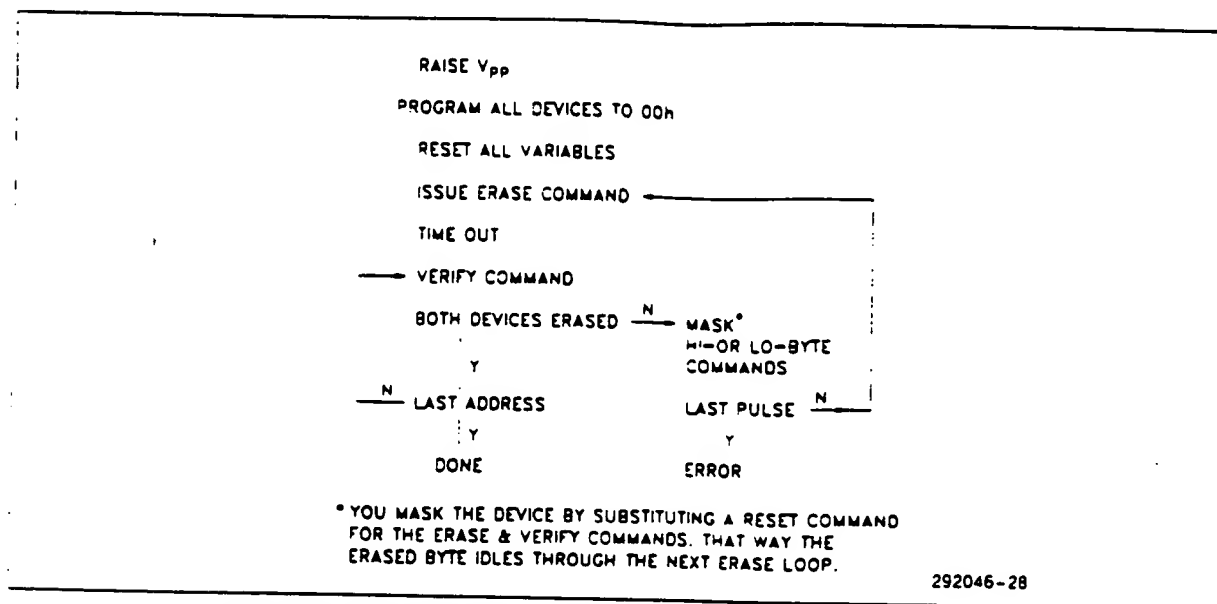 RAISE Vpp
PROGRAM ALL DEVICES TO 00h
RESET ALL VARIABLES
ISSUE ERASE COMMAND
TIME OUT
VERIFY COMMAND
BOTH DEVICES ERASED N MASK*
HI-OR LO-BYTE
COMMANDS
Y
N LAST ADDRESS
LAST PULSE N
Y
Y
DONE
ERROR
* YOU MASK THE DEVICE BY SUBSTITUTING A RESET COMMAND
FOR THE ERASE & VERIFY COMMANDS. THAT WAY THE
ERASED BYTE IDLES THROUGH THE NEXT ERASE LOOP.
292046-28